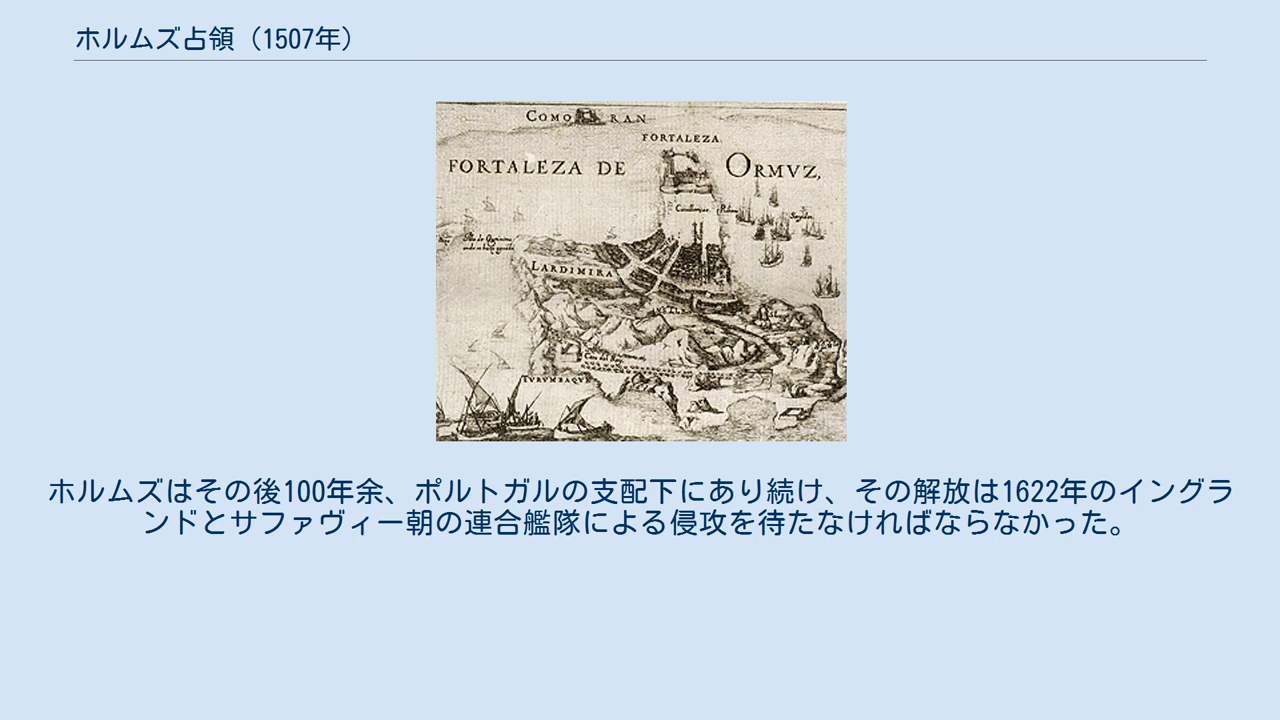 ホルムズ占領（1507年）
COMO RAN
FORTALEZA
FORTALEZA DE ORMVZ,
LARDIMIRA
TURUMBAQUE
ホルムズはその後100年余、ポルトガルの支配下にあり続け、その解放は1622年のイングラ
ンドとサファヴィー朝の連合艦隊による侵攻を待たなければならなかった。